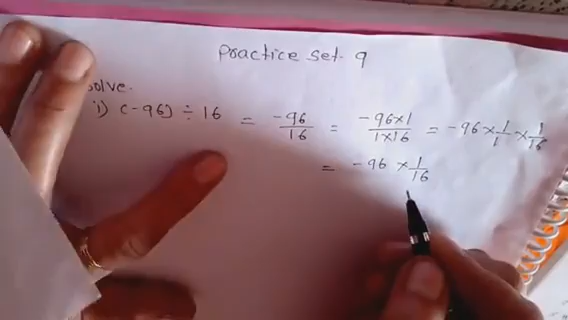 Practice set- 9
solve.
i) (-96) ÷ 16 = -96/16 = -96×1/1×16 = -96 × 1/1 × 1/16
= -96 × 1/16